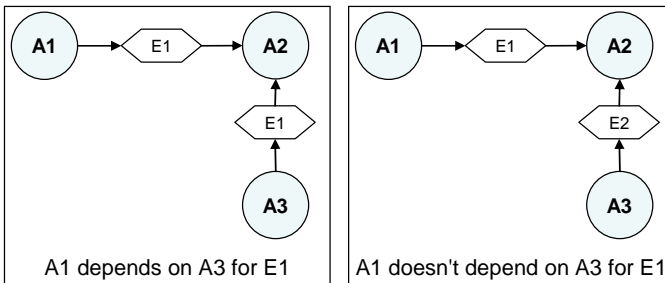 A1 E1 A2
E1
A3
A1 depends on A3 for E1
A1 E1 A2
E2
A3
A1 doesn't depend on A3 for E1